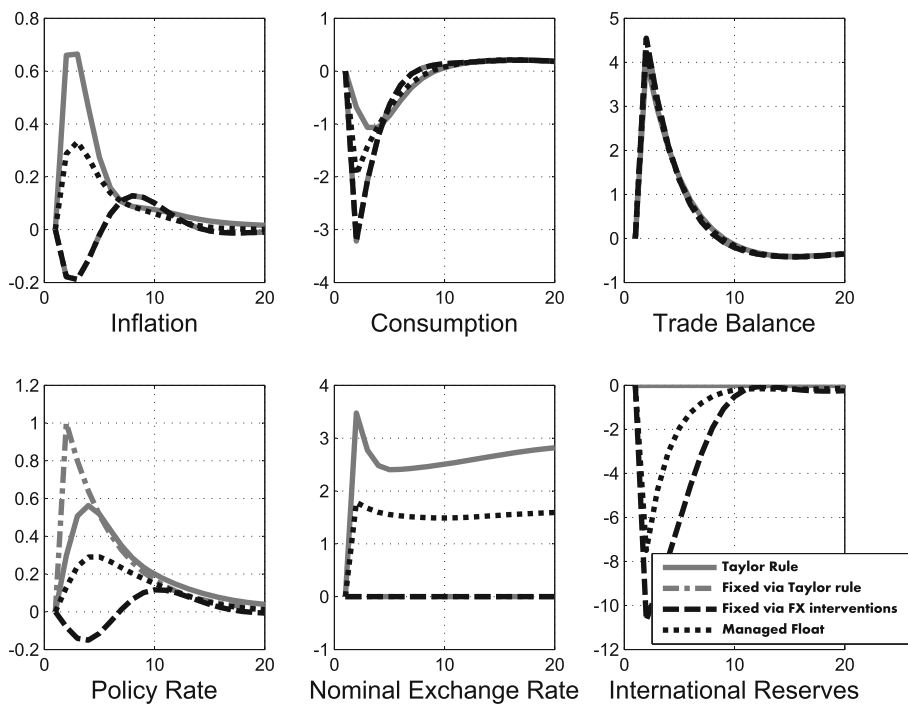 0.8
0.6
0.4
0.2
0
-0.2
0 10 20
Inflation
1
0
-1
-2
-3
-4
0 10 20
Consumption
5
4
3
2
1
0
-1
0 10 20
Trade Balance
1.2
1
0.8
0.6
0.4
0.2
0
-0.2
0 10 20
Policy Rate
4
3
2
1
0
-1
0 10 20
Nominal Exchange Rate
0
-2
-4
-6
-8
-10
-12
0 10 20
International Reserves
Taylor Rule
Fixed via Taylor rule
Fixed via FX interventions
Managed Float